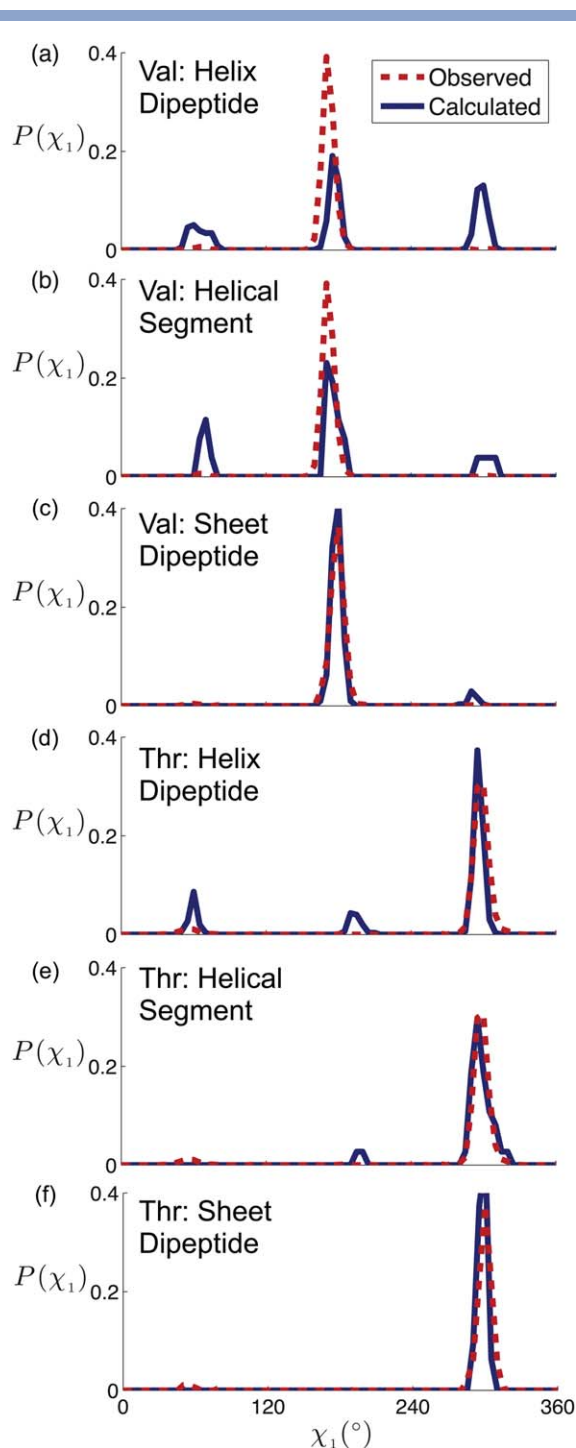 (a)
Val: Helix
Dipeptide
Observed
Calculated
P(χ₁)
0.4
0.2
0
(b)
Val: Helical
Segment
P(χ₁)
0.4
0.2
0
(c)
Val: Sheet
Dipeptide
P(χ₁)
0.4
0.2
0
(d)
Thr: Helix
Dipeptide
P(χ₁)
0.4
0.2
0
(e)
Thr: Helical
Segment
P(χ₁)
0.4
0.2
0
(f)
Thr: Sheet
Dipeptide
P(χ₁)
0.4
0.2
0
0 120 240 360
χ₁(°)